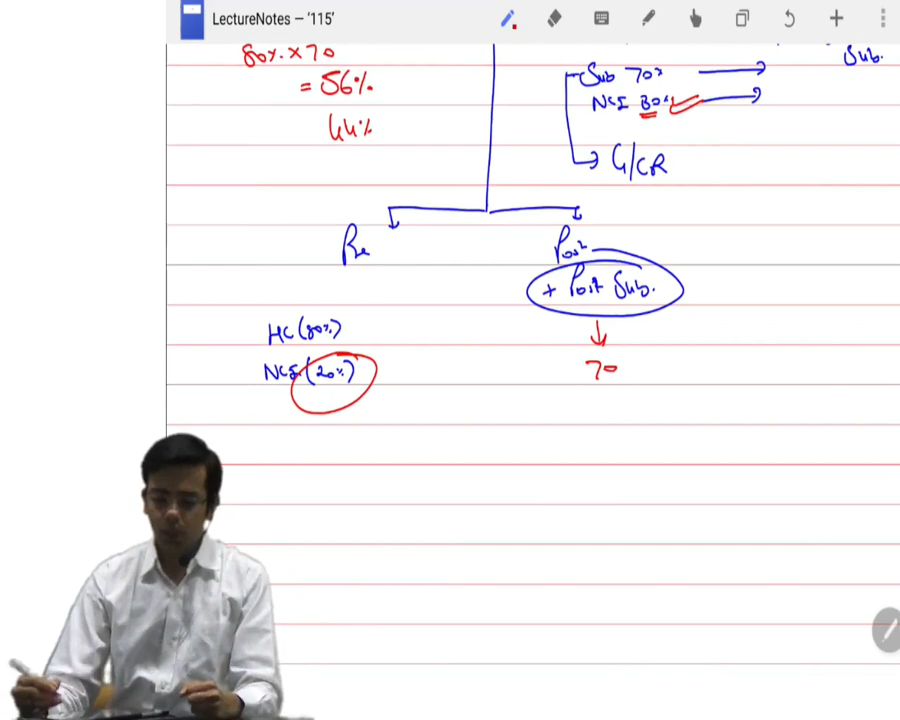 LectureNotes – '115'
80% × 70
= 56%
44%
Sub.
Sub 70%
NCI 30%
G/CR
Pre
Post
+ Post Sub.
HC (80%)
NCI (20%)
70